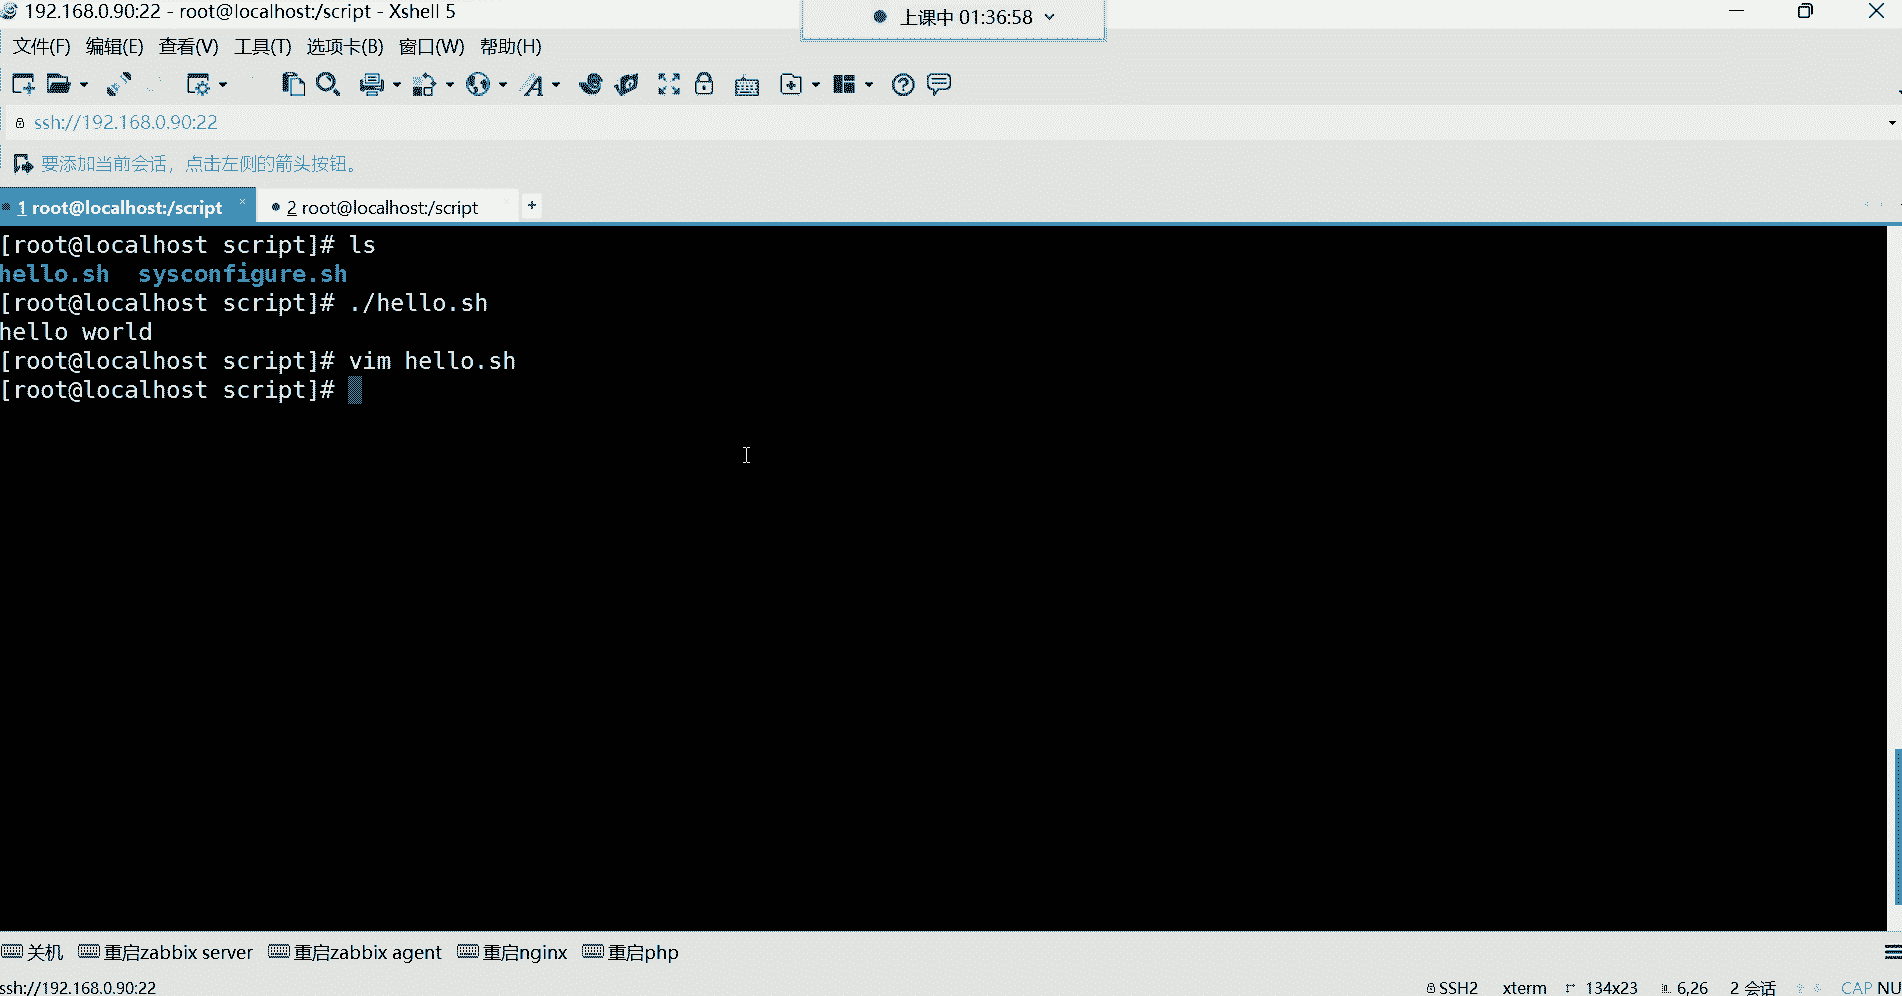 192.168.0.90:22 - root@localhost:/script - Xshell 5
上课中 01:36:58
文件(F) 编辑(E) 查看(V) 工具(T) 选项卡(B) 窗口(W) 帮助(H)
ssh://192.168.0.90:22
要添加当前会话，点击左侧的箭头按钮。
1 root@localhost:/script 2 root@localhost:/script
[root@localhost script]# ls
hello.sh sysconfigure.sh
[root@localhost script]# ./hello.sh
hello world
[root@localhost script]# vim hello.sh
[root@localhost script]#
关机 重启zabbix server 重启zabbix agent 重启nginx 重启php
ssh://192.168.0.90:22 SSH2 xterm 134x23 6,26 2 会话 CAP NU